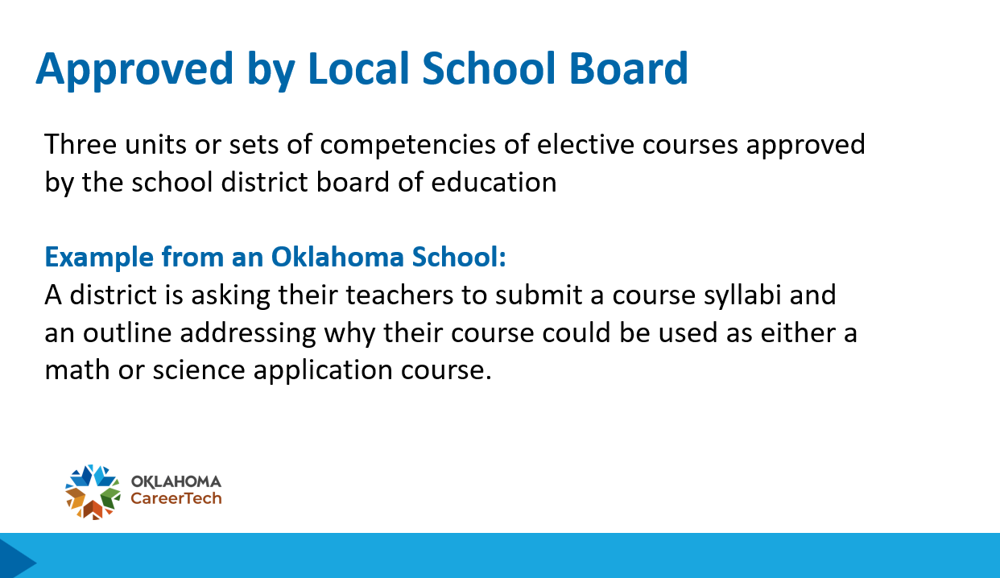 Approved by Local School Board
Three units or sets of competencies of elective courses approved
by the school district board of education
Example from an Oklahoma School:
A district is asking their teachers to submit a course syllabi and
an outline addressing why their course could be used as either a
math or science application course.
OKLAHOMA
CareerTech